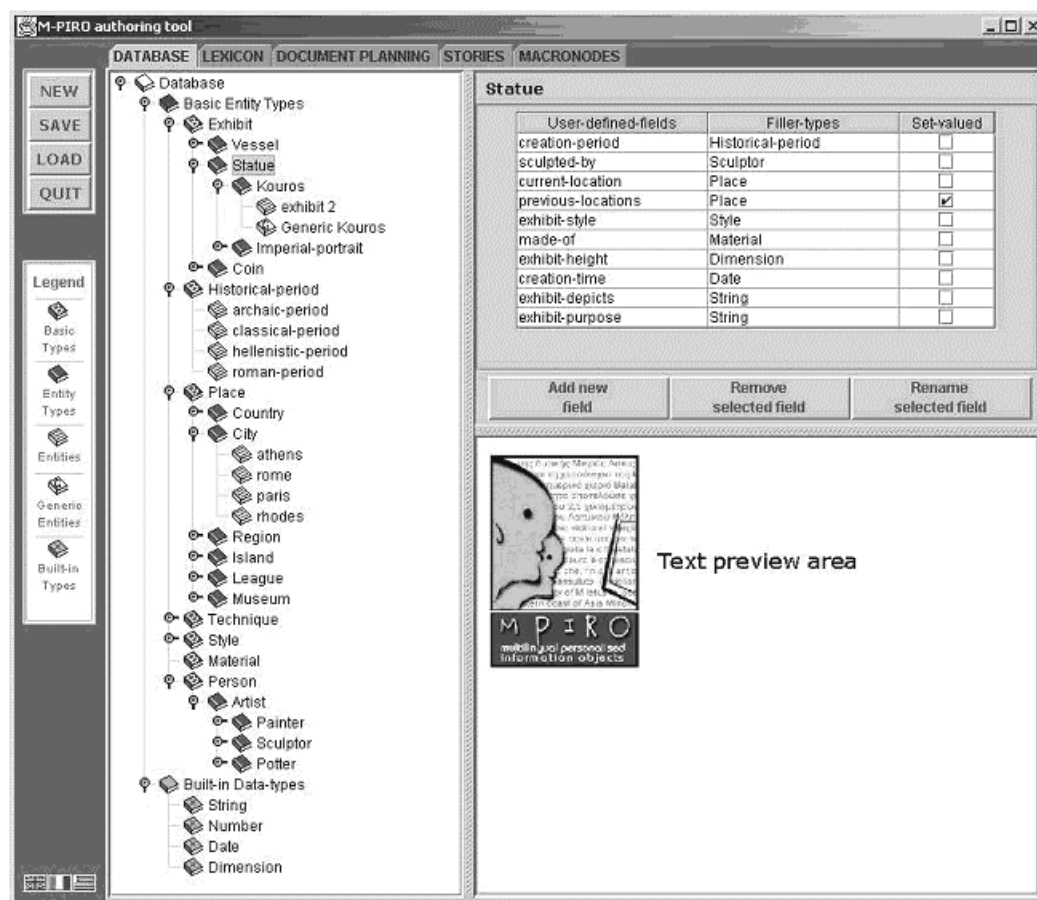 M-PIRO authoring tool
DATABASE LEXICON DOCUMENT PLANNING STORIES MACRONODES
NEW
SAVE
LOAD
QUIT
Legend
Basic
Types
Entity
Types
Entities
Generic
Entities
Built-in
Types
Database
Basic Entity Types
Exhibit
Vessel
Statue
Kouros
exhibit 2
Generic Kouros
Imperial-portrait
Coin
Historical-period
archaic-period
classical-period
hellenistic-period
roman-period
Place
Country
City
athens
rome
paris
rhodes
Region
Island
League
Museum
Technique
Style
Material
Person
Artist
Painter
Sculptor
Potter
Built-in Data-types
String
Number
Date
Dimension
Statue
User-defined-fields Filler-types Set-valued
creation-period Historical-period
sculpted-by Sculptor
current-location Place
previous-locations Place
exhibit-style Style
made-of Material
exhibit-height Dimension
creation-time Date
exhibit-depicts String
exhibit-purpose String
Add new
field
Remove
selected field
Rename
selected field
Text preview area
M PIRO
multilingual personalised
information objects